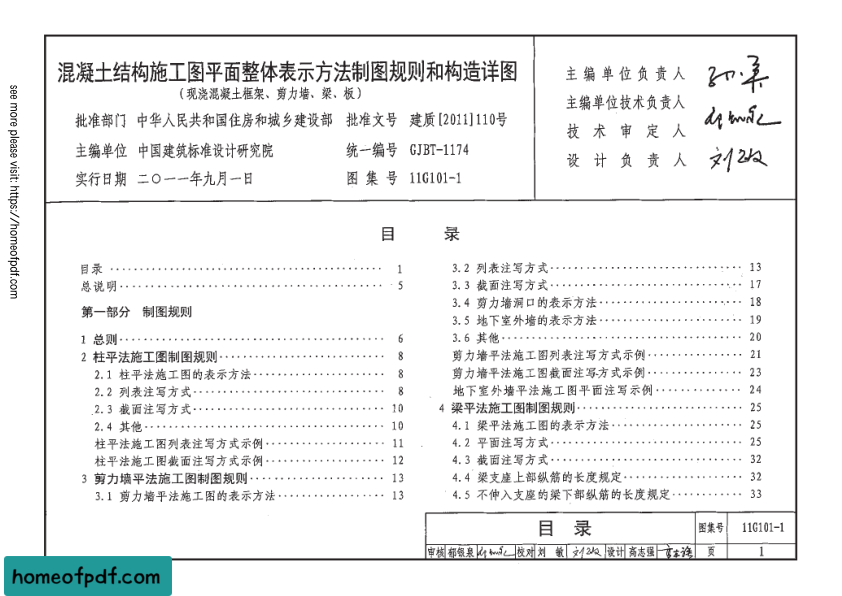 混凝土结构施工图平面整体表示方法制图规则和构造详图
(现浇混凝土框架、剪力墙、梁、板)
批准部门 中华人民共和国住房和城乡建设部 批准文号 建质[2011]110号
主编单位 中国建筑标准设计研究院 统一编号 GJBT-1174
实行日期 二〇一一年九月一日 图集号 11G101-1
主编单位负责人
主编单位技术负责人
技术审定人
设计负责人 刘敏
目 录
目录 1
总说明 5
第一部分 制图规则
1 总则 6
2 柱平法施工图制图规则 8
2.1 柱平法施工图的表示方法 8
2.2 列表注写方式 8
2.3 截面注写方式 10
2.4 其他 10
柱平法施工图列表注写方式示例 11
柱平法施工图截面注写方式示例 12
3 剪力墙平法施工图制图规则 13
3.1 剪力墙平法施工图的表示方法 13
3.2 列表注写方式 13
3.3 截面注写方式 17
3.4 剪力墙洞口的表示方法 18
3.5 地下室外墙的表示方法 19
3.6 其他 20
剪力墙平法施工图列表注写方式示例 21
剪力墙平法施工图截面注写方式示例 23
地下室外墙平法施工图平面注写示例 24
4 梁平法施工图制图规则 25
4.1 梁平法施工图的表示方法 25
4.2 平面注写方式 25
4.3 截面注写方式 32
4.4 梁支座上部纵筋的长度规定 32
4.5 不伸入支座的梁下部纵筋的长度规定 33
目 录 图集号 11G101-1
审核 郁银泉 校对 刘敏 刘敏 设计 高志强 页 1
see more please visit: https://homeofpdf.com
homeofpdf.com